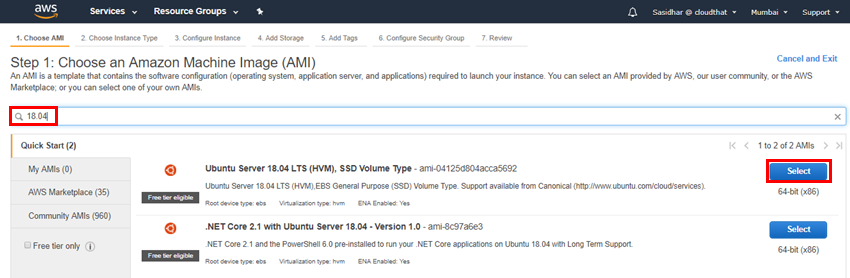 aws Services Resource Groups Sasidhar @ cloudthat Mumbai Support
1. Choose AMI 2. Choose Instance Type 3. Configure Instance 4. Add Storage 5. Add Tags 6. Configure Security Group 7. Review
Step 1: Choose an Amazon Machine Image (AMI) Cancel and Exit
An AMI is a template that contains the software configuration (operating system, application server, and applications) required to launch your instance. You can select an AMI provided by AWS, our user community, or the AWS
Marketplace; or you can select one of your own AMIs.
18.04
Quick Start (2) 1 to 2 of 2 AMIs
My AMIs (0)
AWS Marketplace (35)
Community AMIs (960)
Free tier only
Ubuntu Server 18.04 LTS (HVM), SSD Volume Type - ami-04125d804acca5692 Select
Ubuntu Server 18.04 LTS (HVM),EBS General Purpose (SSD) Volume Type. Support available from Canonical (http://www.ubuntu.com/cloud/services). 64-bit (x86)
Free tier eligible
Root device type: ebs Virtualization type: hvm ENA Enabled: Yes
.NET Core 2.1 with Ubuntu Server 18.04 - Version 1.0 - ami-8c97a6e3 Select
.NET Core 2.1 and the PowerShell 6.0 pre-installed to run your .NET Core applications on Ubuntu 18.04 with Long Term Support. 64-bit (x86)
Free tier eligible
Root device type: ebs Virtualization type: hvm ENA Enabled: Yes